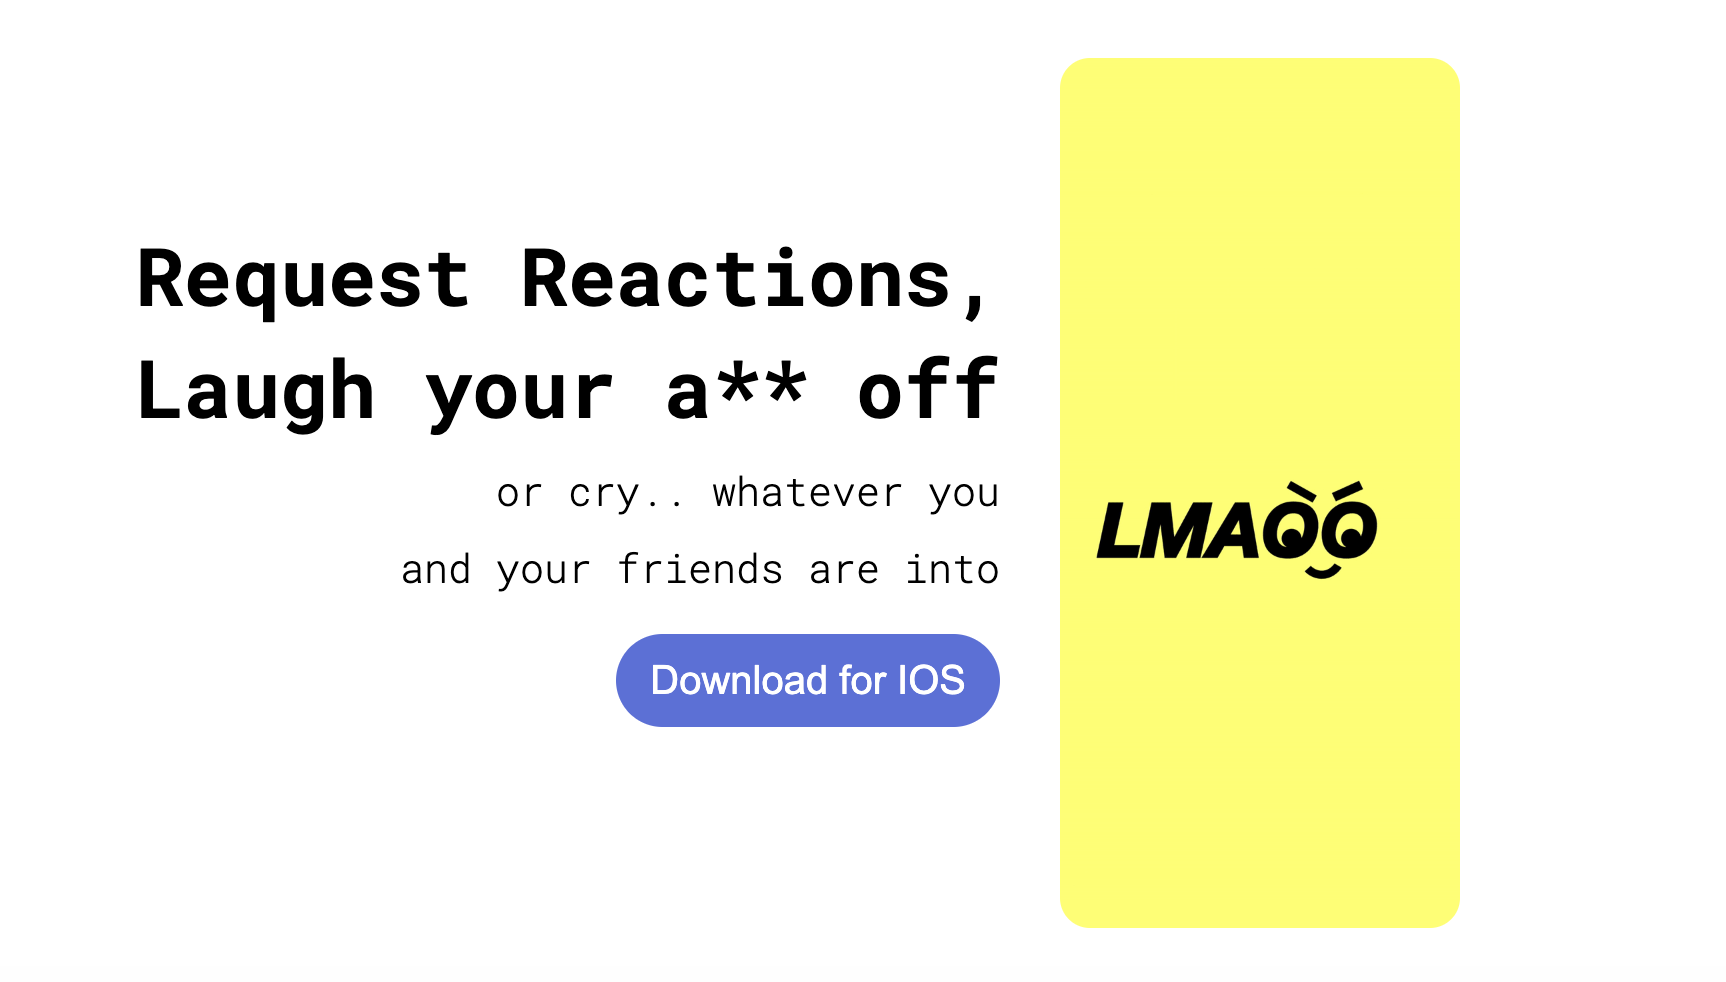 Request Reactions,
Laugh your a** off
or cry.. whatever you
and your friends are into
Download for IOS
LMAOO